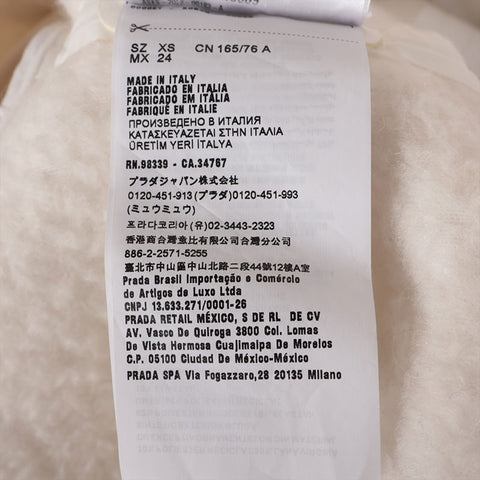 SZ XS CN 165/76 A
MX 24
MADE IN ITALY
FABRICADO EN ITALIA
FABRICADO EM ITÁLIA
FABRIQUÉ EN ITALIE
ПРОИЗВЕДЕНО В ИТАЛИЯ
ΚΑΤΑΣΚΕΥΑΖΕΤΑΙ ΣΤΗΝ ΙΤΑΛΙΑ
ÜRETİM YERİ İTALYA
RN.98339 - CA.34767
プラダジャパン株式会社
0120-451-913 (プラダ)0120-451-993
(ミュウミュウ)
프라다코리아(유)02-3443-2323
香港商台灣壹比有限公司台灣分公司
886-2-2571-5255
臺北市中山區中山北路二段44號12樓A室
Prada Brasil Importação e Comércio
de Artigos de Luxo Ltda
CNPJ 13.633.271/0001-26
PRADA RETAIL MÉXICO, S DE RL DE CV
AV. Vasco De Quiroga 3800 Col. Lomas
De Vista Hermosa Cuajimalpa De Morelos
C.P. 05100 Ciudad De México-México
PRADA SPA Via Fogazzaro,28 20135 Milano